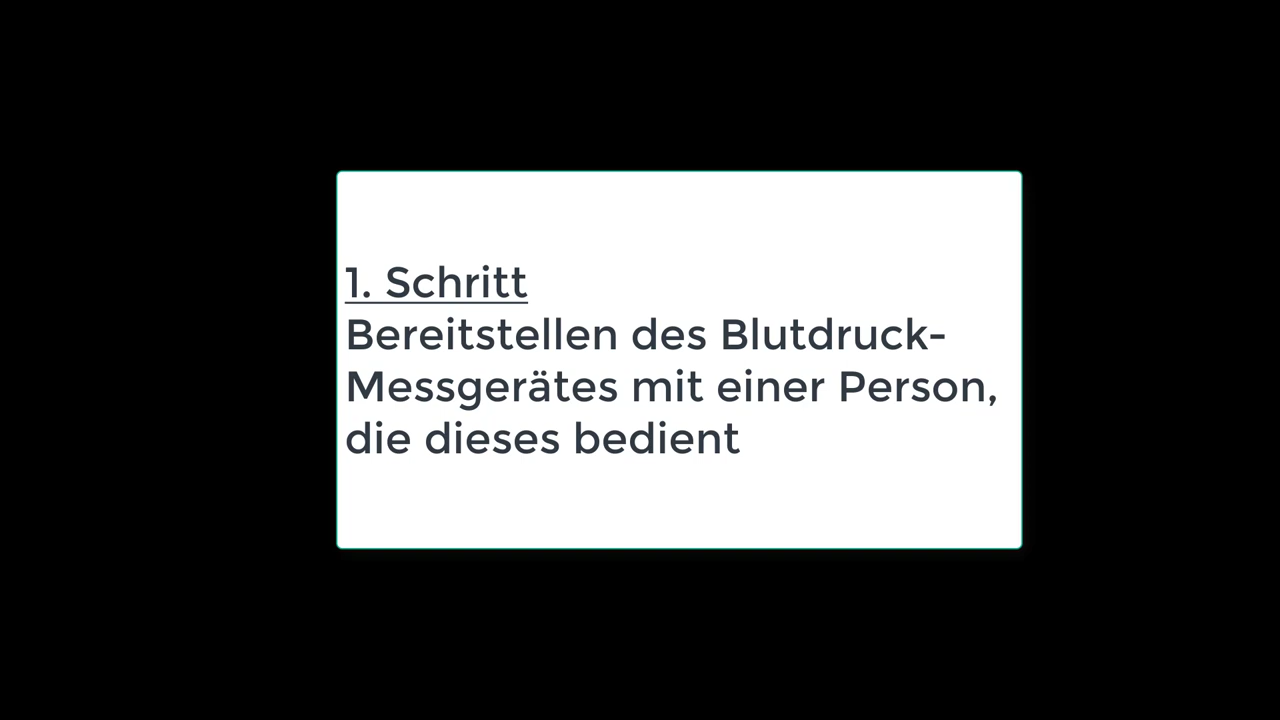 1. Schritt
Bereitstellen des Blutdruck-
Messgerätes mit einer Person,
die dieses bedient